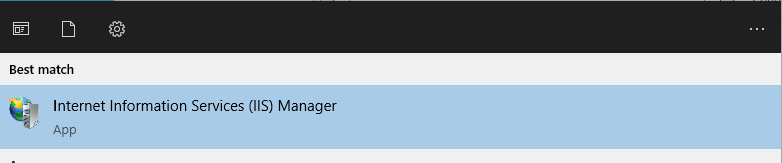 Best match
Internet Information Services (IIS) Manager
App